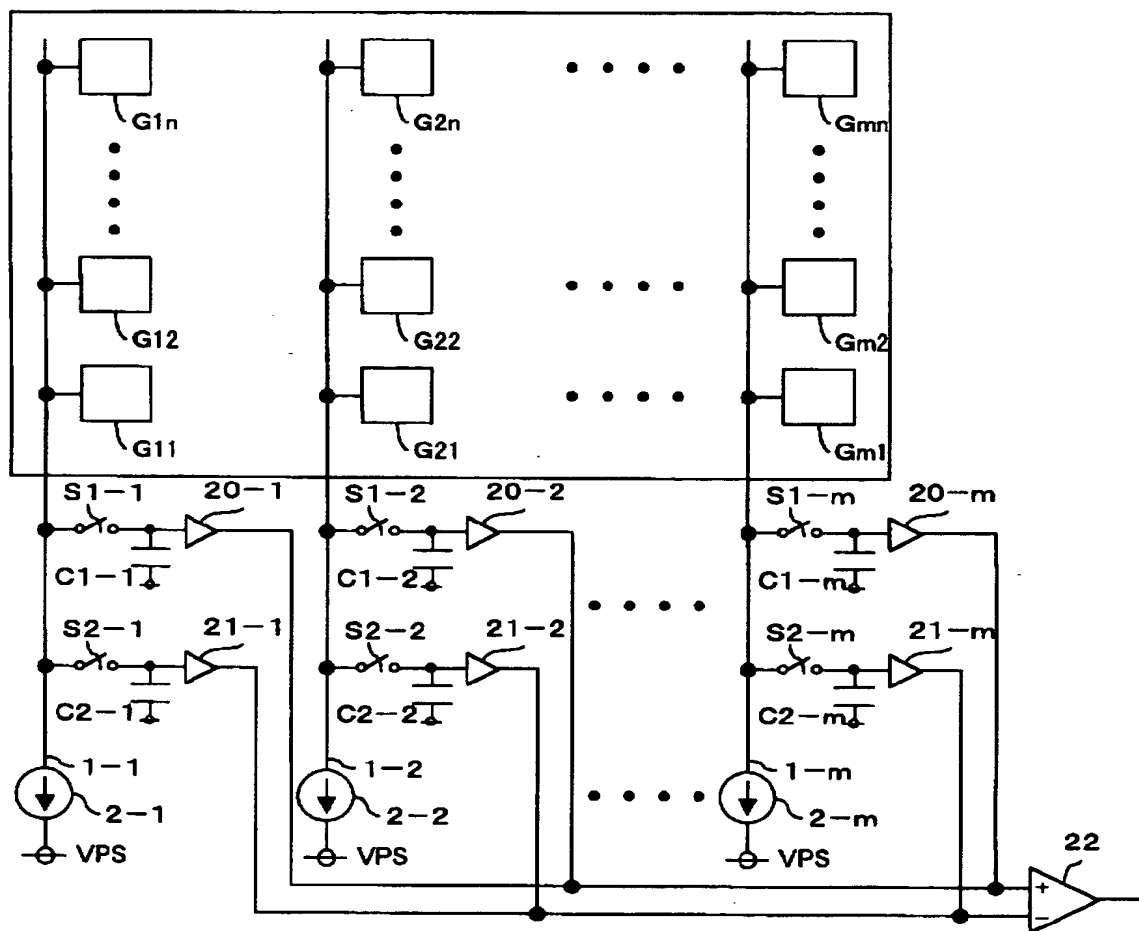 G1n G2n Gmn
G12 G22 Gm2
G11 G21 Gm1
S1-1 20-1 S1-2 20-2 S1-m 20-m
C1-1 C1-2 C1-m
S2-1 21-1 S2-2 21-2 S2-m 21-m
C2-1 C2-2 C2-m
1-1 1-2 1-m
2-1 2-2 2-m
VPS VPS VPS
22
+
−